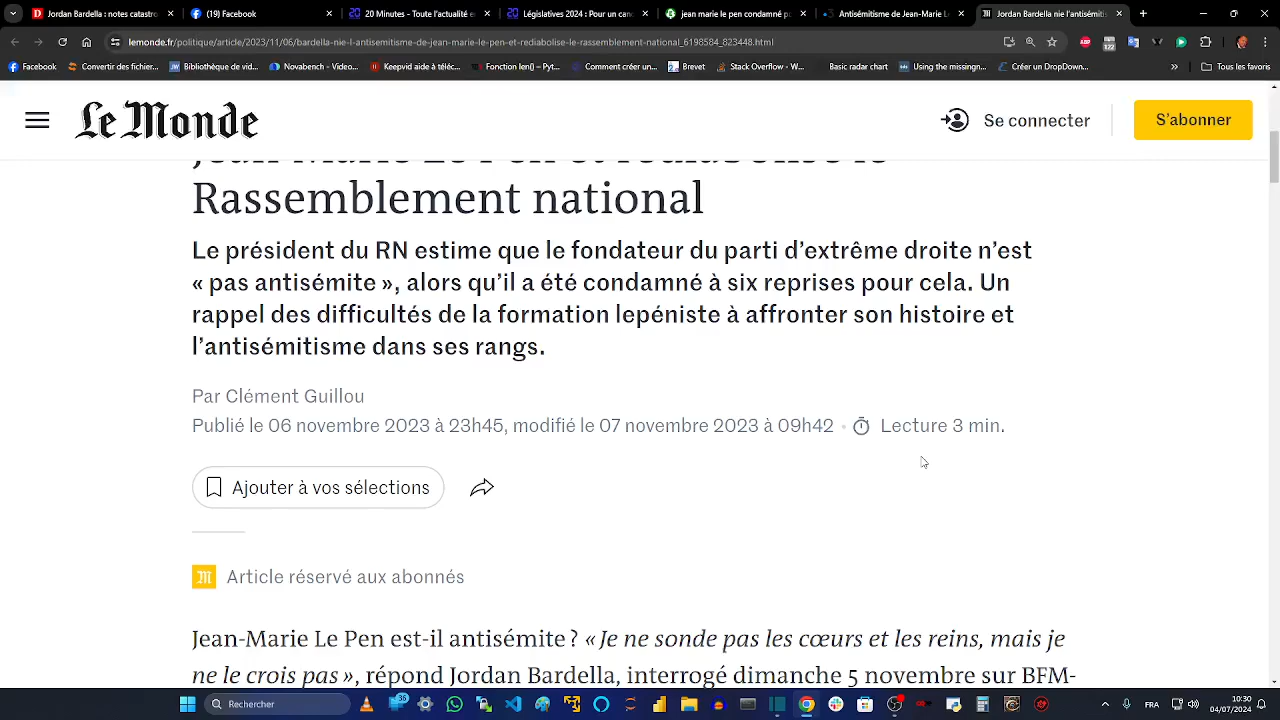 Jordan Bardella : notres catastro
(19) Facebook
20 Minutes - Toute l'actualité e
Législatives 2024 : Pour un canc
jean marie le pen condamné pu
Antisémitisme de Jean-Marie L
Jordan Bardella nie l'antisémitis
lemonde.fr/politique/article/2023/11/06/bardella-nie-l-antisemitisme-de-jean-marie-le-pen-et-rediabolise-le-rassemblement-national_6198584_823448.html
122
Facebook
Convertir des fichier...
Bibliothèque de vid...
Novabench - Video...
Keepvid aide à téléc...
Fonction len() – Pyt...
Comment créer un...
Brevet
Stack Overflow - W...
Basic radar chart
Using the missing...
Créer un DropDown...
»
Tous les favoris
Le Monde
Se connecter
S'abonner
Jean-Marie Le Pen et rediabolise le
Rassemblement national
Le président du RN estime que le fondateur du parti d'extrême droite n'est
« pas antisémite », alors qu'il a été condamné à six reprises pour cela. Un
rappel des difficultés de la formation lepéniste à affronter son histoire et
l'antisémitisme dans ses rangs.
Par Clément Guillou
Publié le 06 novembre 2023 à 23h45, modifié le 07 novembre 2023 à 09h42 • Lecture 3 min.
Ajouter à vos sélections
Article réservé aux abonnés
Jean-Marie Le Pen est-il antisémite ? « Je ne sonde pas les cœurs et les reins, mais je
ne le crois pas », répond Jordan Bardella, interrogé dimanche 5 novembre sur BFM-
Rechercher
FRA
10:30
04/07/2024